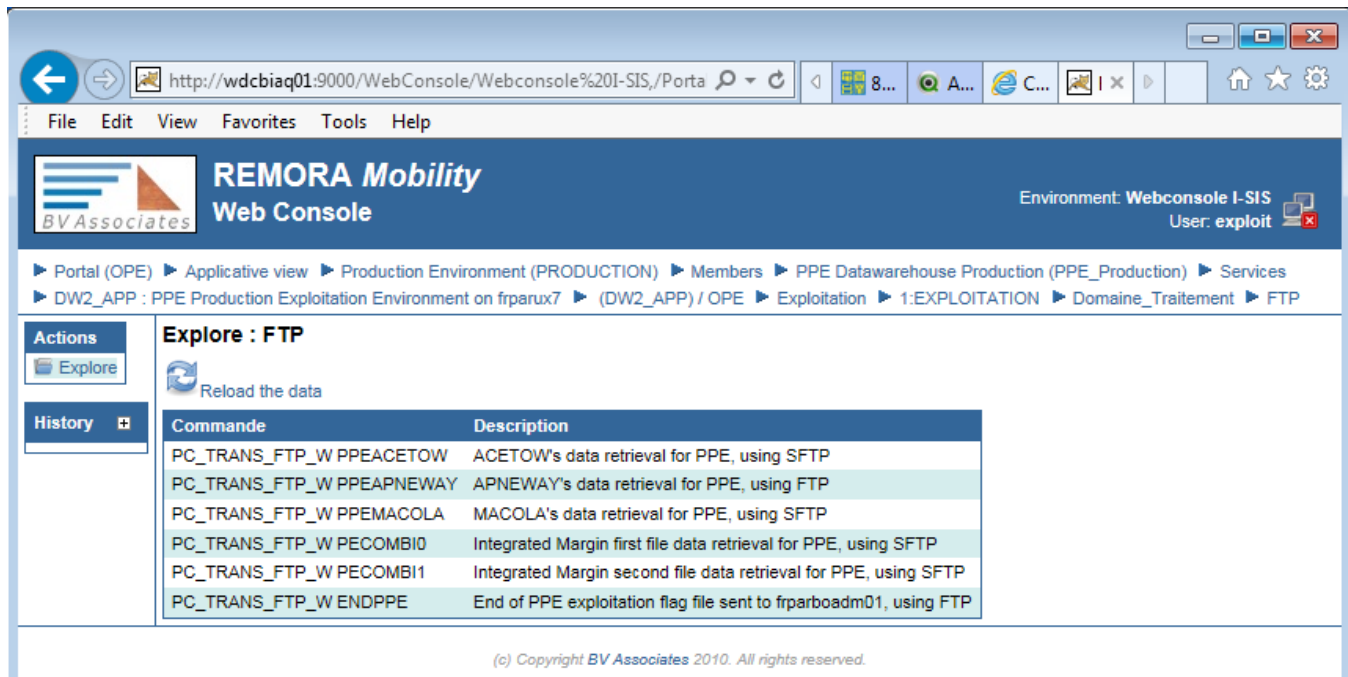 http://wdcbiaq01:9000/WebConsole/Webconsole%20I-SIS,/Porta
8...
A...
C...
I
File Edit View Favorites Tools Help
BV Associates
REMORA Mobility
Web Console
Environment: Webconsole I-SIS
User: exploit
Portal (OPE) Applicative view Production Environment (PRODUCTION) Members PPE Datawarehouse Production (PPE_Production) Services
DW2_APP : PPE Production Exploitation Environment on frparux7 (DW2_APP) / OPE Exploitation 1:EXPLOITATION Domaine_Traitement FTP
Actions
Explore
History
Explore : FTP
Reload the data
Commande Description
PC_TRANS_FTP_W PPEACETOW ACETOW's data retrieval for PPE, using SFTP
PC_TRANS_FTP_W PPEAPNEWAY APNEWAY's data retrieval for PPE, using FTP
PC_TRANS_FTP_W PPEMACOLA MACOLA's data retrieval for PPE, using SFTP
PC_TRANS_FTP_W PECOMBI0 Integrated Margin first file data retrieval for PPE, using SFTP
PC_TRANS_FTP_W PECOMBI1 Integrated Margin second file data retrieval for PPE, using SFTP
PC_TRANS_FTP_W ENDPPE End of PPE exploitation flag file sent to frparboadm01, using FTP
(c) Copyright BV Associates 2010. All rights reserved.